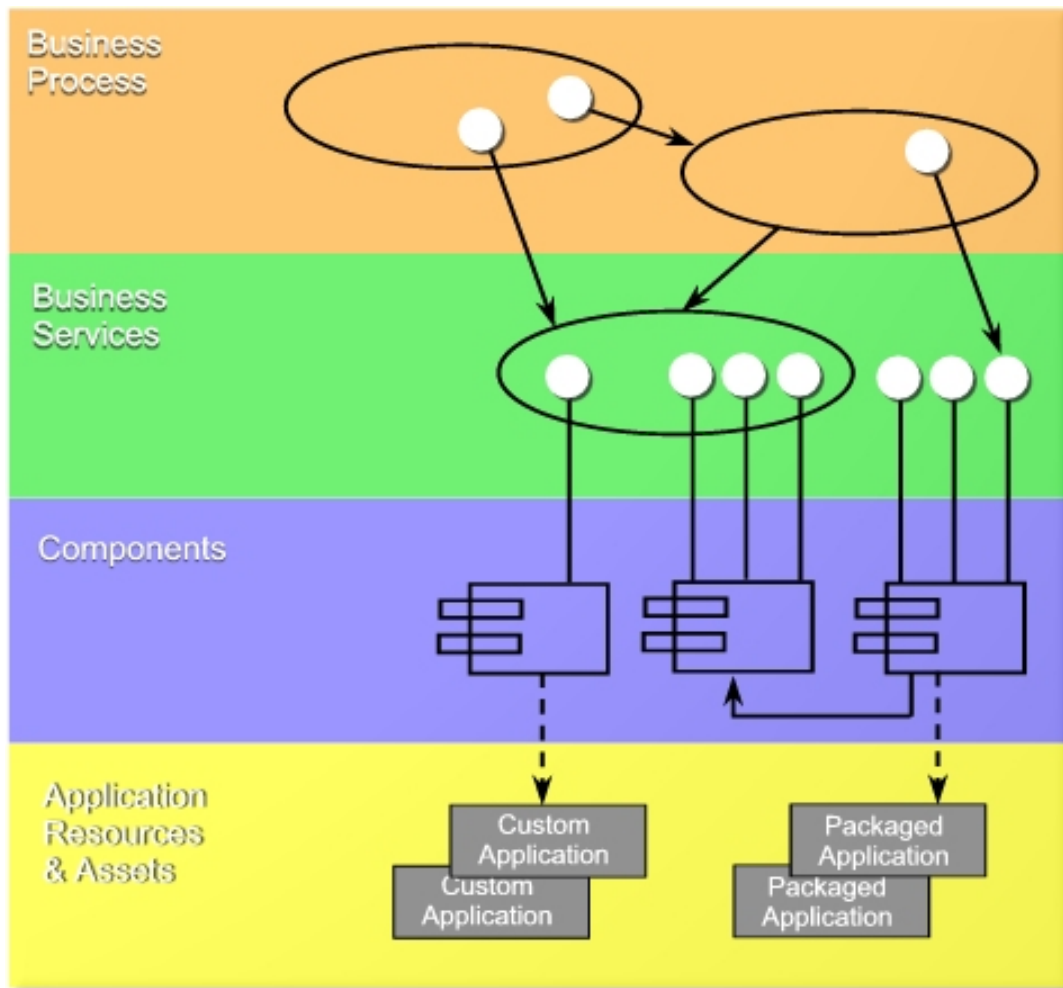 Business
Process
Business
Services
Components
Application
Resources
& Assets
Custom
Application
Custom
Application
Packaged
Application
Packaged
Application